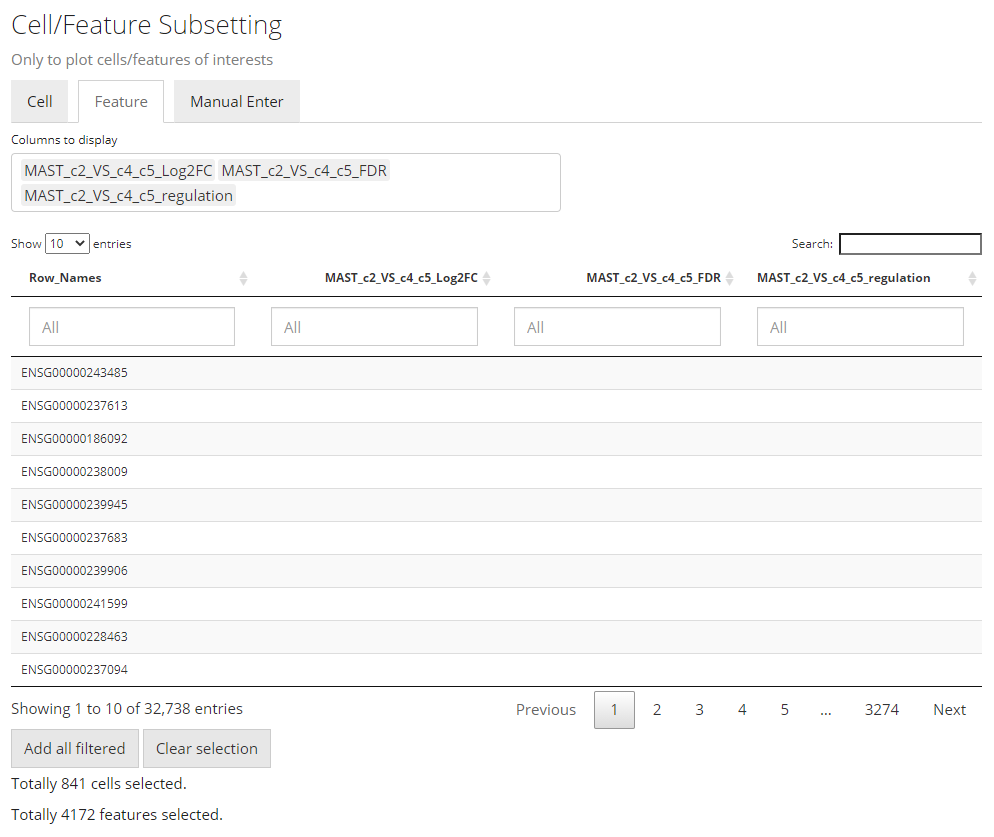 Cell/Feature Subsetting
Only to plot cells/features of interests
Cell Feature Manual Enter
Columns to display
MAST_c2_VS_c4_c5_Log2FC MAST_c2_VS_c4_c5_FDR
MAST_c2_VS_c4_c5_regulation
Show 10 entries Search:
Row_Names MAST_c2_VS_c4_c5_Log2FC MAST_c2_VS_c4_c5_FDR MAST_c2_VS_c4_c5_regulation
All All All All
ENSG00000243485
ENSG00000237613
ENSG00000186092
ENSG00000238009
ENSG00000239945
ENSG00000237683
ENSG00000239906
ENSG00000241599
ENSG00000228463
ENSG00000237094
Showing 1 to 10 of 32,738 entries Previous 1 2 3 4 5 ... 3274 Next
Add all filtered Clear selection
Totally 841 cells selected.
Totally 4172 features selected.